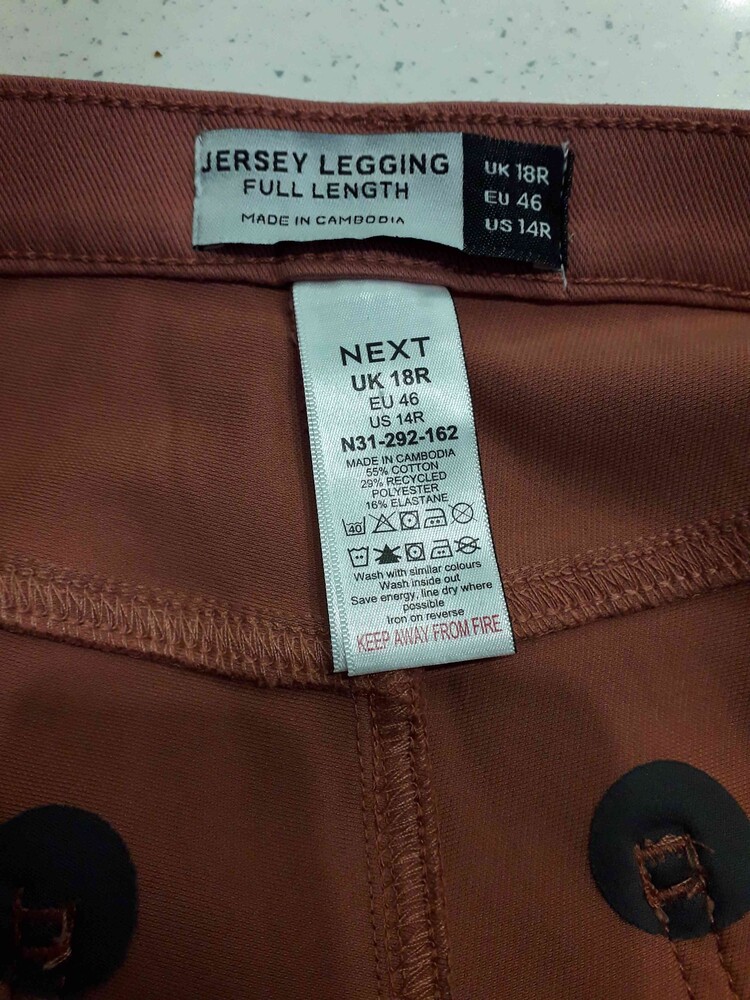 JERSEY LEGGING
FULL LENGTH
MADE IN CAMBODIA
UK 18R
EU 46
US 14R
NEXT
UK 18R
EU 46
US 14R
N31-292-162
MADE IN CAMBODIA
55% COTTON
29% RECYCLED
POLYESTER
16% ELASTANE
40
Wash with similar colours
Wash inside out
Save energy, line dry where
possible
Iron on reverse
KEEP AWAY FROM FIRE